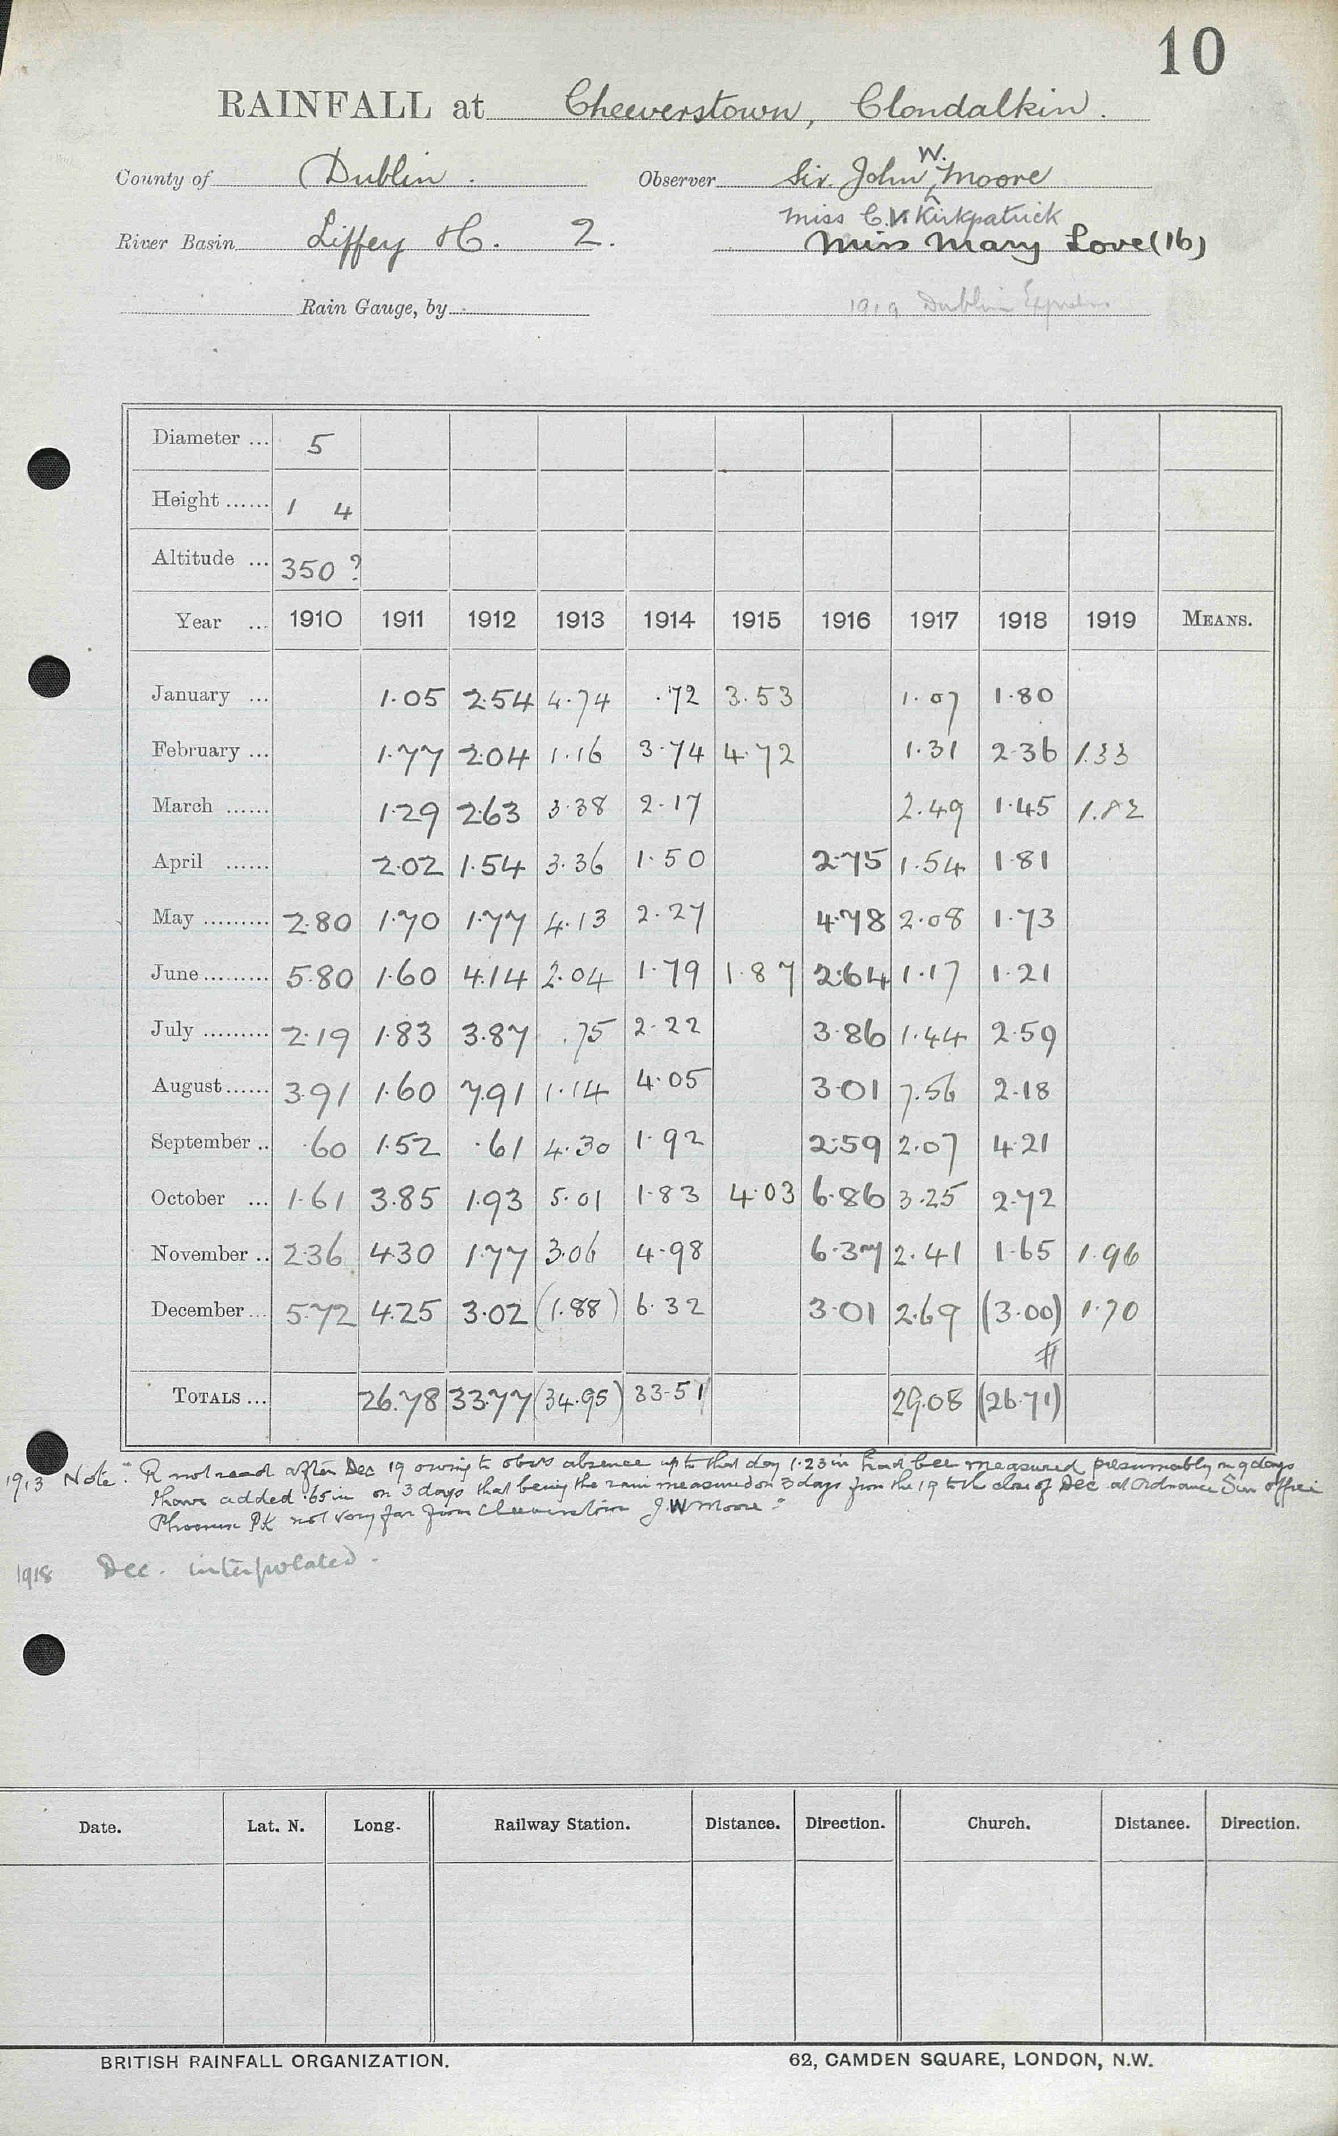 10
RAINFALL at Cheeverstown, Clondalkin.
County of Dublin. Observer Sir John W. Moore
Miss C. Kirkpatrick
River Basin Liffey H. 2. Miss Mary Love (16)
Rain Gauge, by 1919 Dublin Express
Diameter ... 5
Height ...... 1 4
Altitude ... 350 ?
Year ... 1910 1911 1912 1913 1914 1915 1916 1917 1918 1919 MEANS.
January ... 1.05 2.54 4.74 .72 3.53 1.07 1.80
February ... 1.77 2.04 1.16 3.74 4.72 1.31 2.36 1.33
March ...... 1.29 2.63 3.38 2.17 2.49 1.45 1.82
April ...... 2.02 1.54 3.36 1.50 2.75 1.54 1.81
May ......... 2.80 1.70 1.77 4.13 2.27 4.78 2.08 1.73
June ......... 5.80 1.60 4.14 2.04 1.79 1.87 2.64 1.17 1.21
July ......... 2.19 1.83 3.87 .75 2.22 3.86 1.44 2.59
August ...... 3.91 1.60 7.91 1.14 4.05 3.01 7.56 2.18
September .. .60 1.52 .61 4.30 1.92 2.59 2.07 4.21
October ... 1.61 3.85 1.93 5.01 1.83 4.03 6.86 3.25 2.72
November .. 2.36 4.30 1.77 3.06 4.98 6.37 2.41 1.65 1.96
December ... 5.72 4.25 3.02 (1.88) 6.32 3.01 2.69 (3.00) 1.70
#
TOTALS ... 26.78 33.77 (34.95) 33.51 29.08 (26.71)
1913 Note "R not read after Dec 19 owing to obs's absence up to that day 1.23 in had bee measured presumably on 9 days
I have added .65 in on 3 days that being the rain measured on 3 days from the 19 to the close of Dec at Ordnance Sur office
Phoenix PK not very far from Cheeverstown J.W Moore"
1918 Dec. interpolated.
Date. Lat. N. Long. Railway Station. Distance. Direction. Church. Distance. Direction.
BRITISH RAINFALL ORGANIZATION. 62, CAMDEN SQUARE, LONDON, N.W.